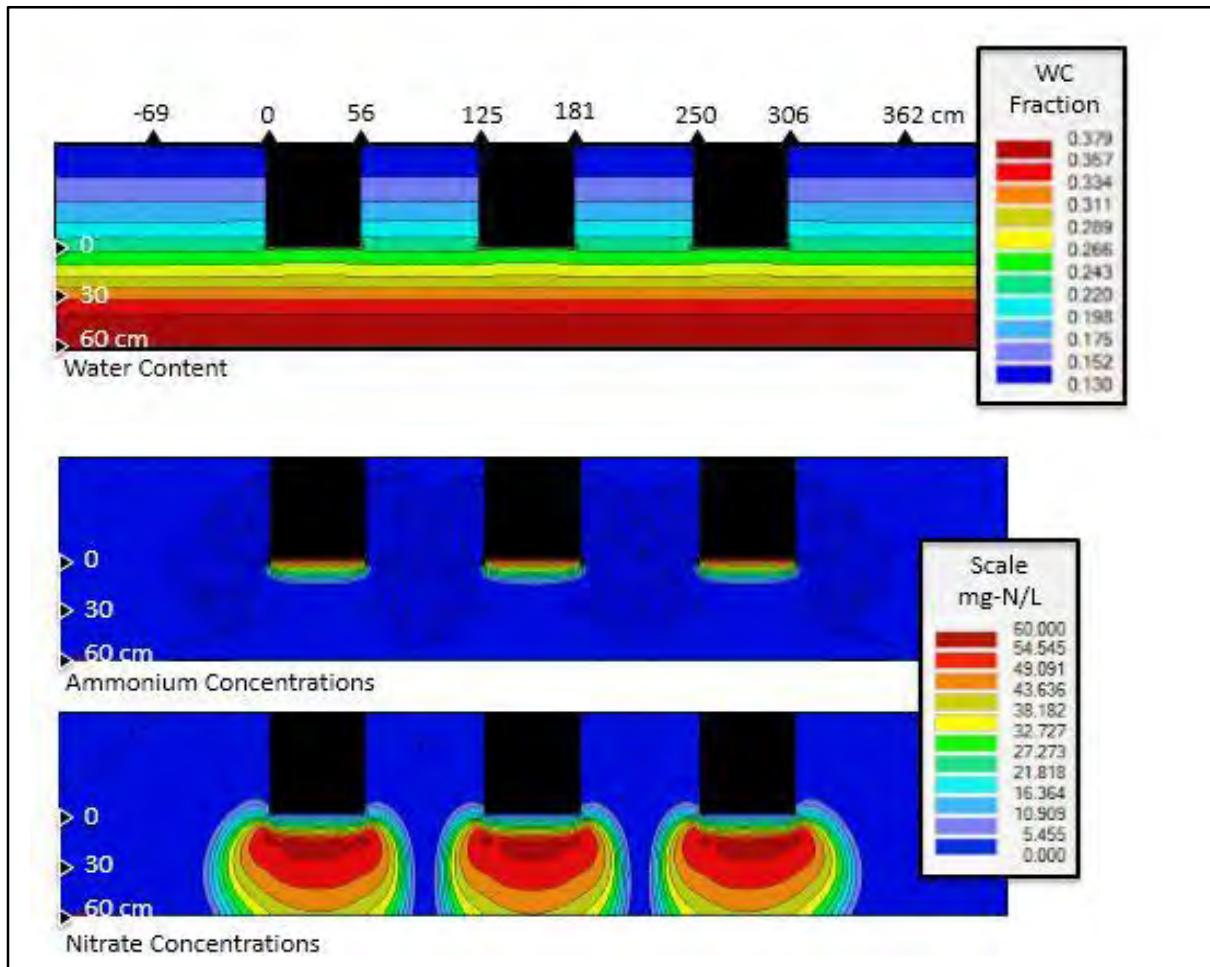 -69 0 56 125 181 250 306 362 cm
WC
Fraction
0.379
0.357
0.334
0.311
0.289
0.266
0.243
0.220
0.198
0.175
0.152
0.130
0
30
60 cm
Water Content
0
30
60 cm
Ammonium Concentrations
Scale
mg-N/L
60.000
54.545
49.091
43.636
38.182
32.727
27.273
21.818
16.364
10.909
5.455
0.000
0
30
60 cm
Nitrate Concentrations